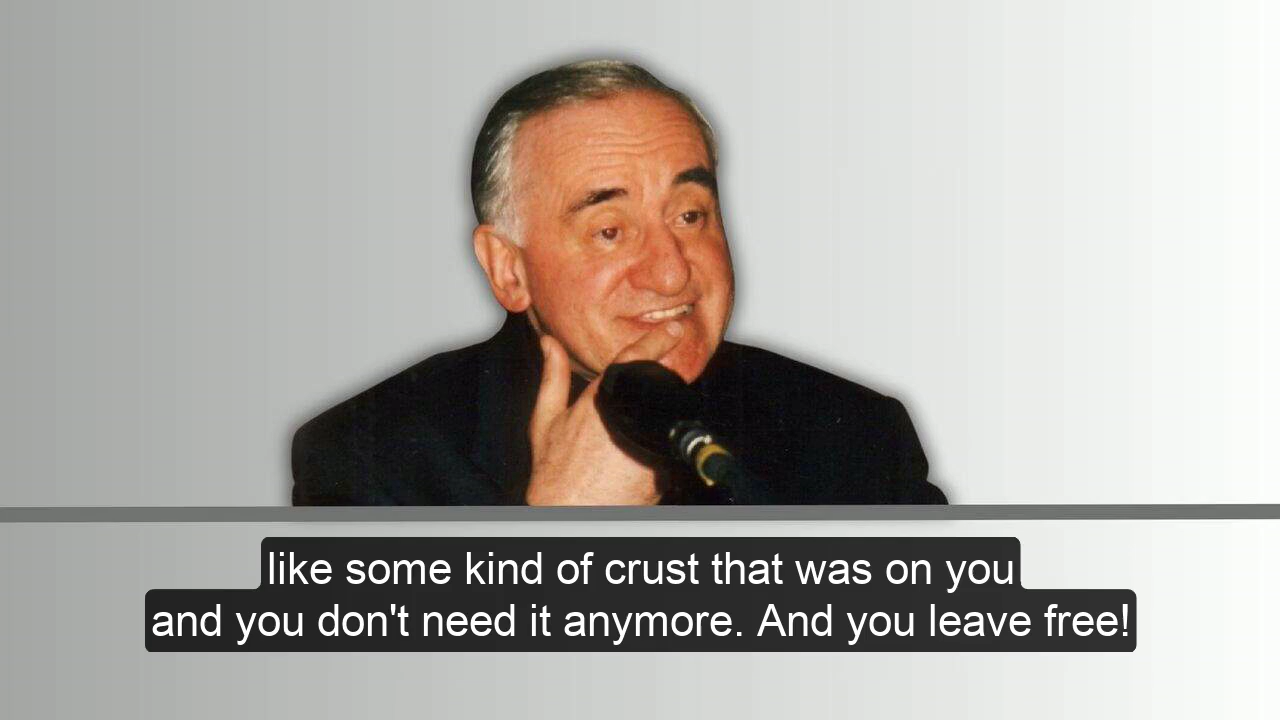 like some kind of crust that was on you
and you don't need it anymore. And you leave free!